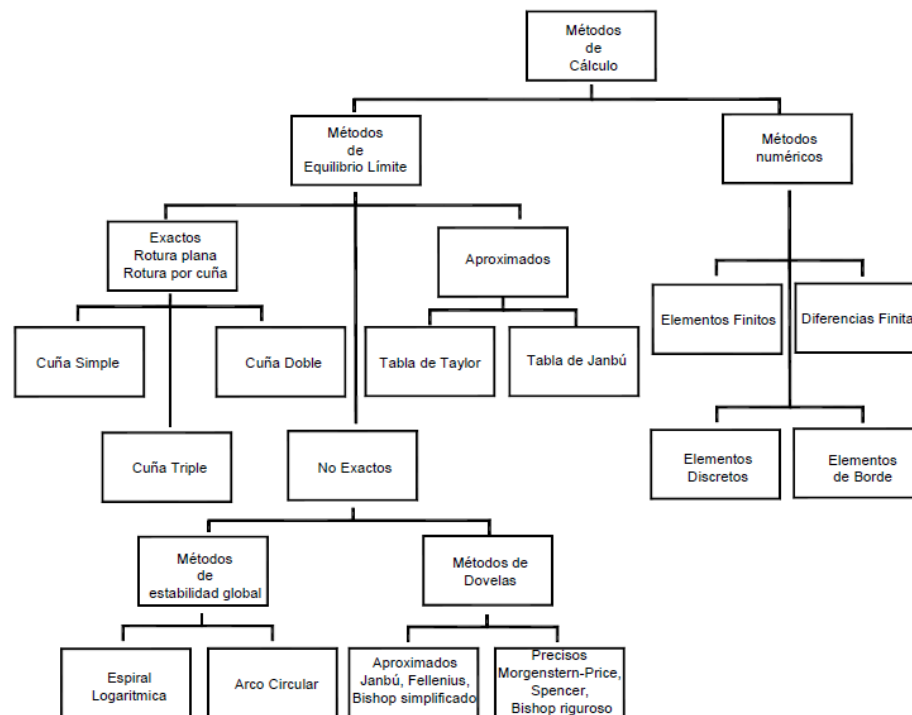 Métodos
de
Cálculo
Métodos
de
Equilibrio Límite
Métodos
numéricos
Exactos
Rotura plana
Rotura por cuña
Aproximados
Elementos Finitos
Diferencias Finita
Cuña Simple
Cuña Doble
Tabla de Taylor
Tabla de Janbú
Cuña Triple
No Exactos
Elementos
Discretos
Elementos
de Borde
Métodos
de
estabilidad global
Métodos de
Dovelas
Espiral
Logaritmica
Arco Circular
Aproximados
Janbú, Fellenius,
Bishop simplificado
Precisos
Morgenstern-Price,
Spencer,
Bishop riguroso